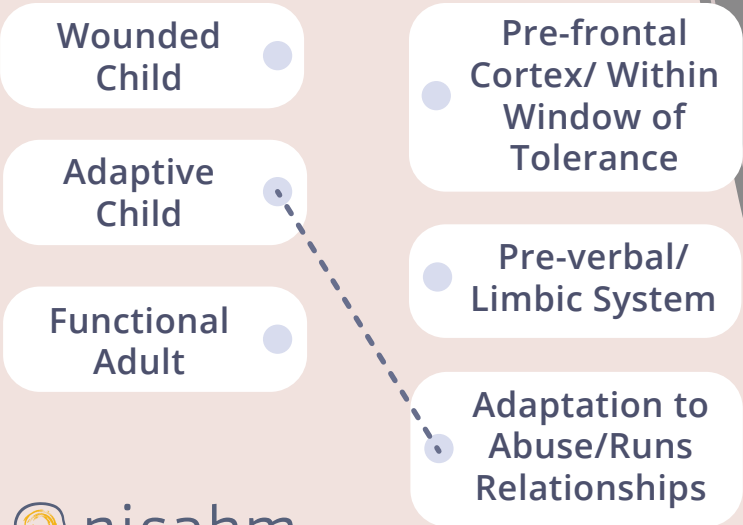 Wounded
Child
Adaptive
Child
Functional
Adult
Pre-frontal
Cortex/ Within
Window of
Tolerance
Pre-verbal/
Limbic System
Adaptation to
Abuse/Runs
Relationships
nisahm